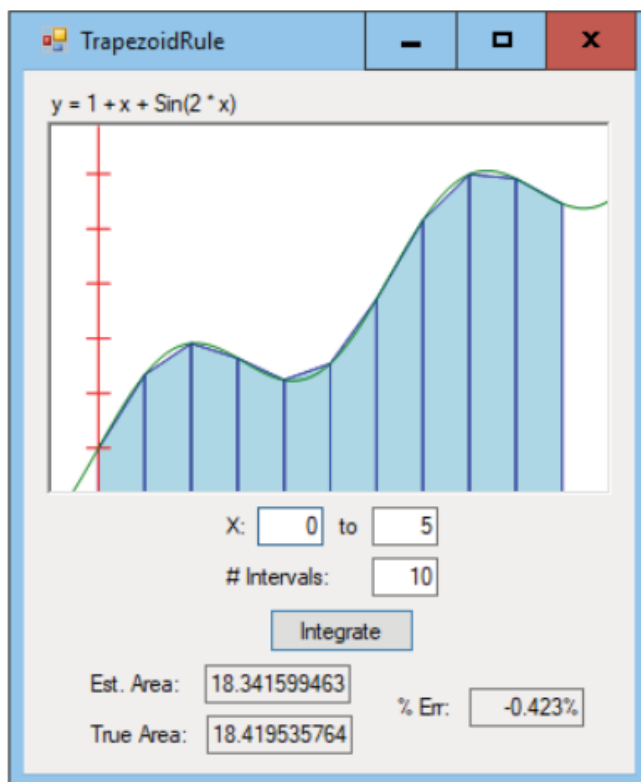 TrapezoidRule
y = 1 + x + Sin(2 * x)
X: 0 to 5
# Intervals: 10
Integrate
Est. Area: 18.341599463
% Err: -0.423%
True Area: 18.419535764